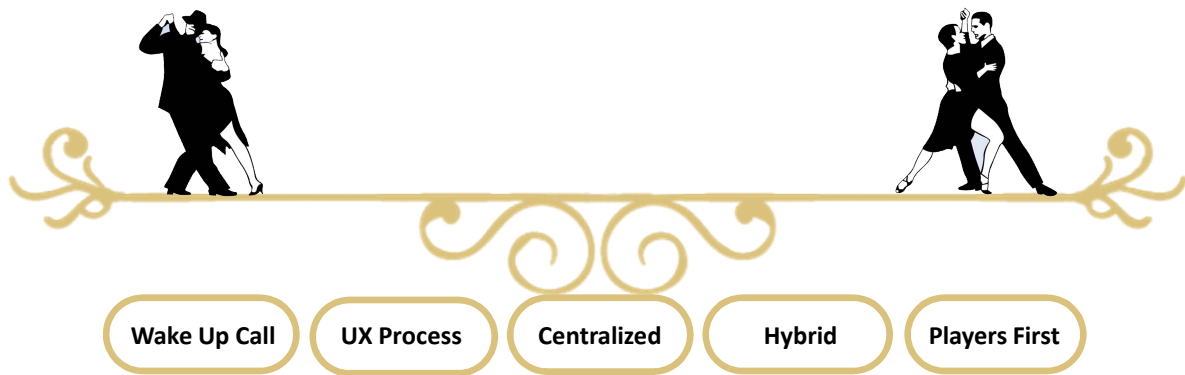 Wake Up Call
UX Process
Centralized
Hybrid
Players First